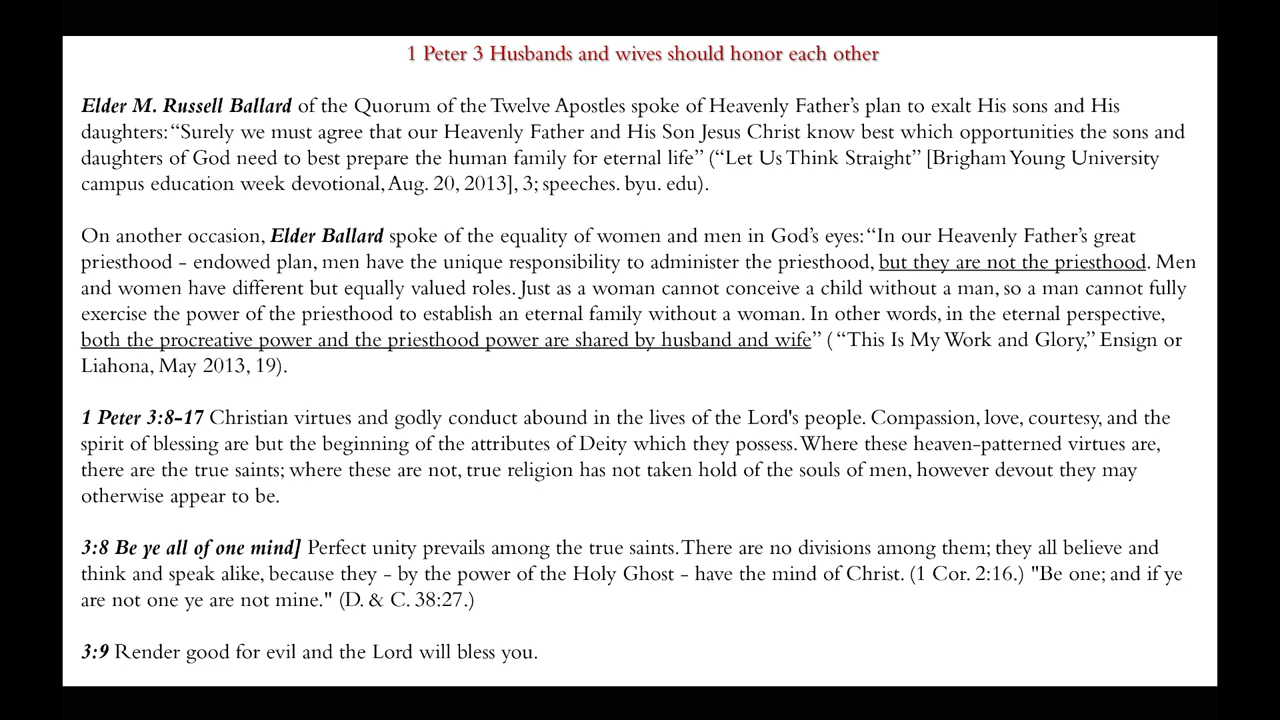 1 Peter 3 Husbands and wives should honor each other
Elder M. Russell Ballard of the Quorum of the Twelve Apostles spoke of Heavenly Father’s plan to exalt His sons and His
daughters: “Surely we must agree that our Heavenly Father and His Son Jesus Christ know best which opportunities the sons and
daughters of God need to best prepare the human family for eternal life” (“Let Us Think Straight” [Brigham Young University
campus education week devotional, Aug. 20, 2013], 3; speeches. byu. edu).
On another occasion, Elder Ballard spoke of the equality of women and men in God’s eyes: “In our Heavenly Father’s great
priesthood - endowed plan, men have the unique responsibility to administer the priesthood, but they are not the priesthood. Men
and women have different but equally valued roles. Just as a woman cannot conceive a child without a man, so a man cannot fully
exercise the power of the priesthood to establish an eternal family without a woman. In other words, in the eternal perspective,
both the procreative power and the priesthood power are shared by husband and wife” ( “This Is My Work and Glory,” Ensign or
Liahona, May 2013, 19).
1 Peter 3:8-17 Christian virtues and godly conduct abound in the lives of the Lord's people. Compassion, love, courtesy, and the
spirit of blessing are but the beginning of the attributes of Deity which they possess. Where these heaven-patterned virtues are,
there are the true saints; where these are not, true religion has not taken hold of the souls of men, however devout they may
otherwise appear to be.
3:8 Be ye all of one mind] Perfect unity prevails among the true saints. There are no divisions among them; they all believe and
think and speak alike, because they - by the power of the Holy Ghost - have the mind of Christ. (1 Cor. 2:16.) "Be one; and if ye
are not one ye are not mine." (D. & C. 38:27.)
3:9 Render good for evil and the Lord will bless you.